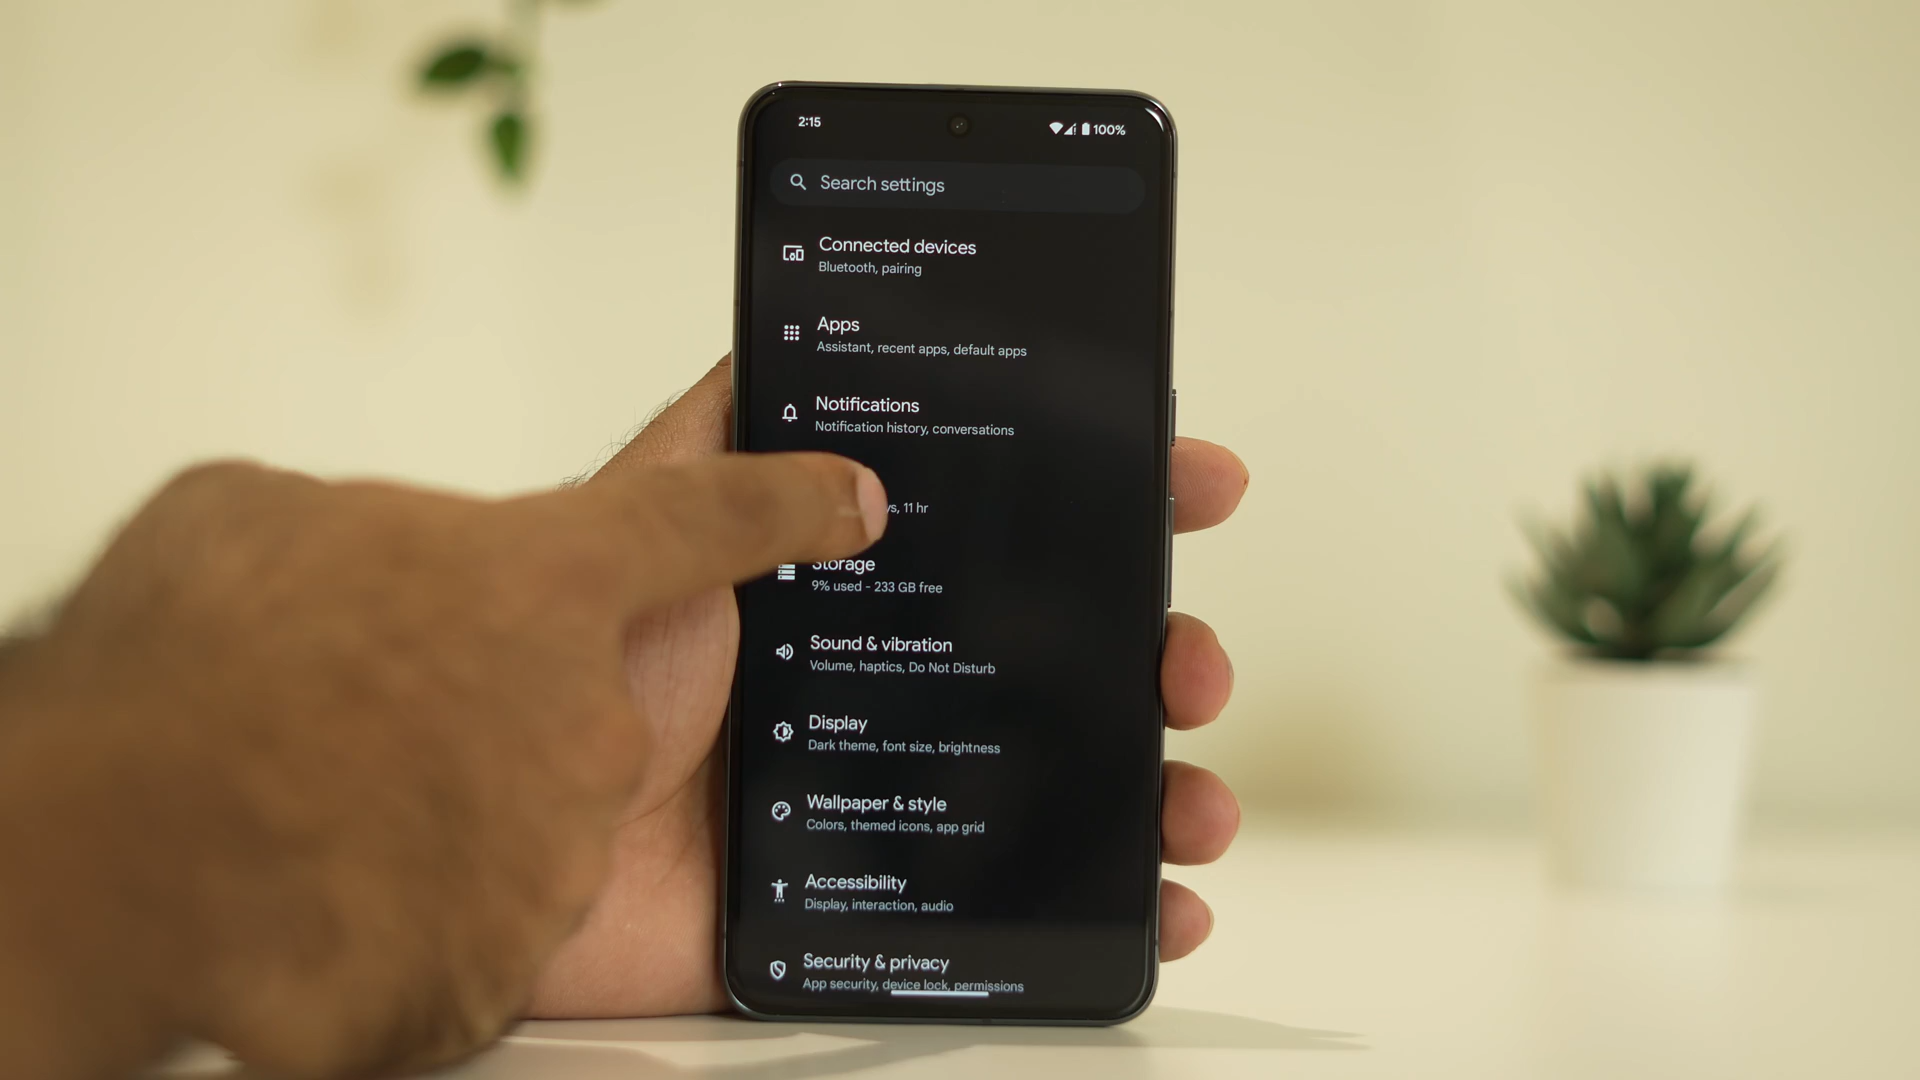 2:15
100%
Search settings
Connected devices
Bluetooth, pairing
Apps
Assistant, recent apps, default apps
Notifications
Notification history, conversations
11 hr
Storage
9% used - 233 GB free
Sound & vibration
Volume, haptics, Do Not Disturb
Display
Dark theme, font size, brightness
Wallpaper & style
Colors, themed icons, app grid
Accessibility
Display, interaction, audio
Security & privacy
App security, device lock, permissions